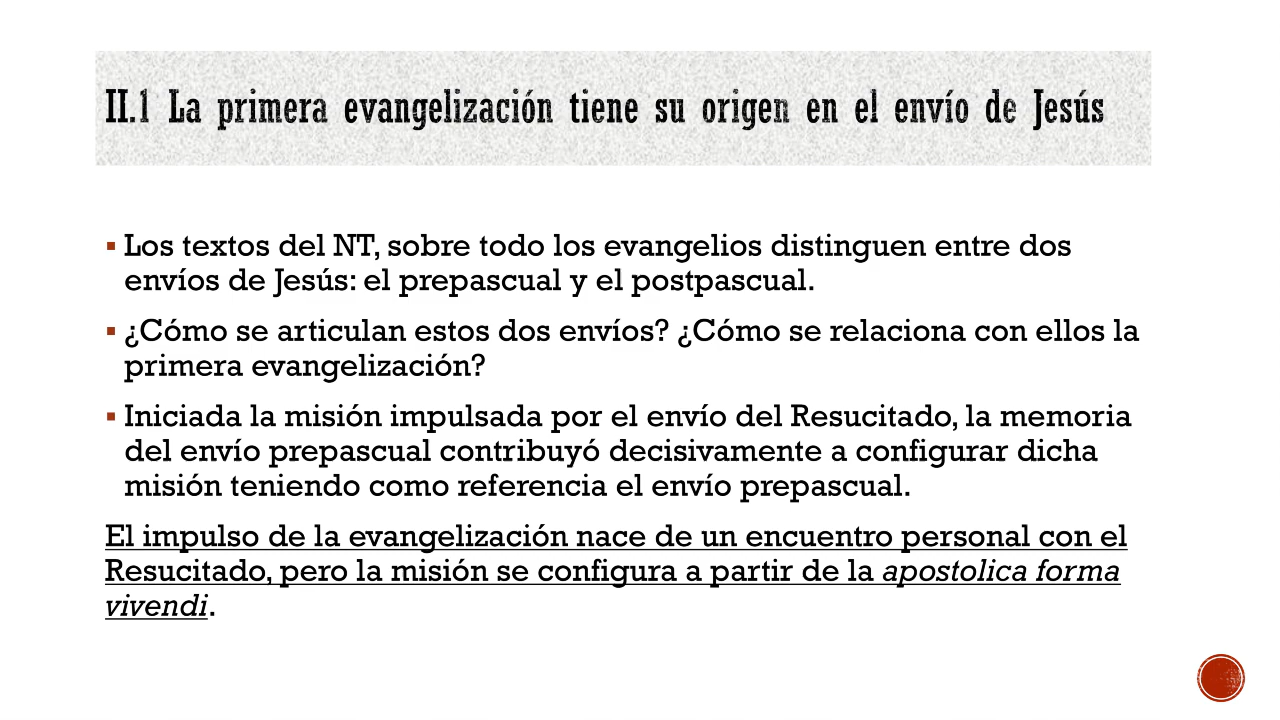 II.1 La primera evangelización tiene su origen en el envío de Jesús
▪ Los textos del NT, sobre todo los evangelios distinguen entre dos
envíos de Jesús: el prepascual y el postpascual.
▪ ¿Cómo se articulan estos dos envíos? ¿Cómo se relaciona con ellos la
primera evangelización?
▪ Iniciada la misión impulsada por el envío del Resucitado, la memoria
del envío prepascual contribuyó decisivamente a configurar dicha
misión teniendo como referencia el envío prepascual.
El impulso de la evangelización nace de un encuentro personal con el
Resucitado, pero la misión se configura a partir de la apostolica forma
vivendi.